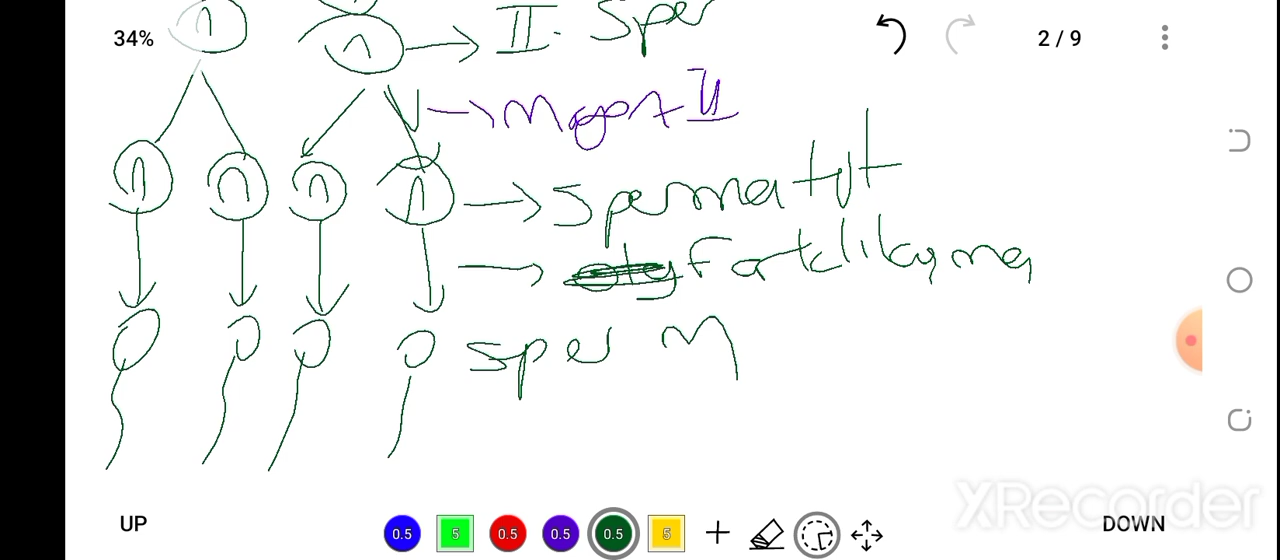 34%
2 / 9
n
n → II. Sper
→ Mayoz II
n n n n → Spermatit
→ Farklılaşma
Sperm
UP
0.5 5 0.5 0.5 0.5 5
XRecorder
DOWN